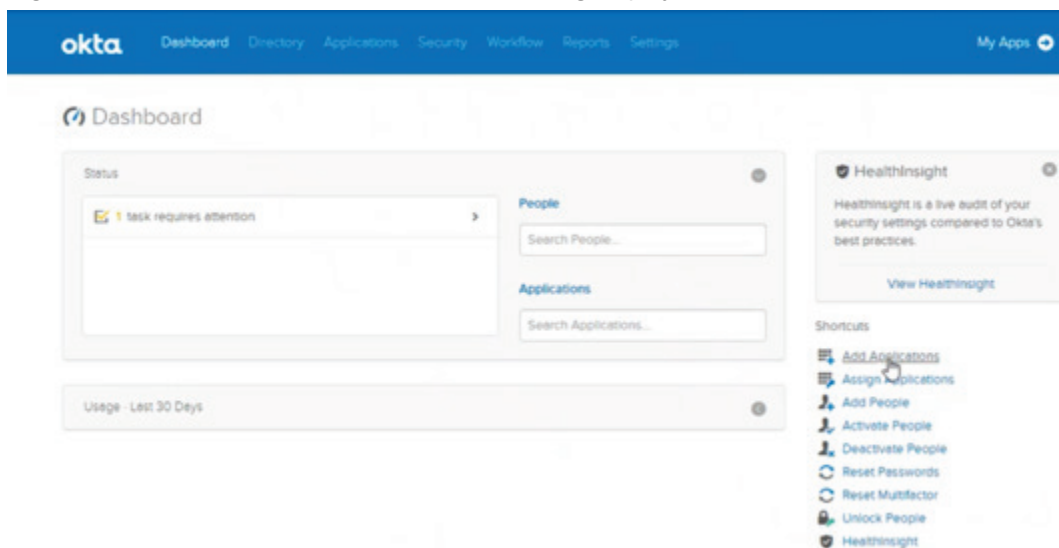 okta Dashboard Directory Applications Security Workflow Reports Settings My Apps
Dashboard
Status
1 task requires attention
People
Search People...
Applications
Search Applications...
Usage · Last 30 Days
HealthInsight
HealthInsight is a live audit of your
security settings compared to Okta's
best practices.
View HealthInsight
Shortcuts
Add Applications
Assign Applications
Add People
Activate People
Deactivate People
Reset Passwords
Reset Multifactor
Unlock People
HealthInsight